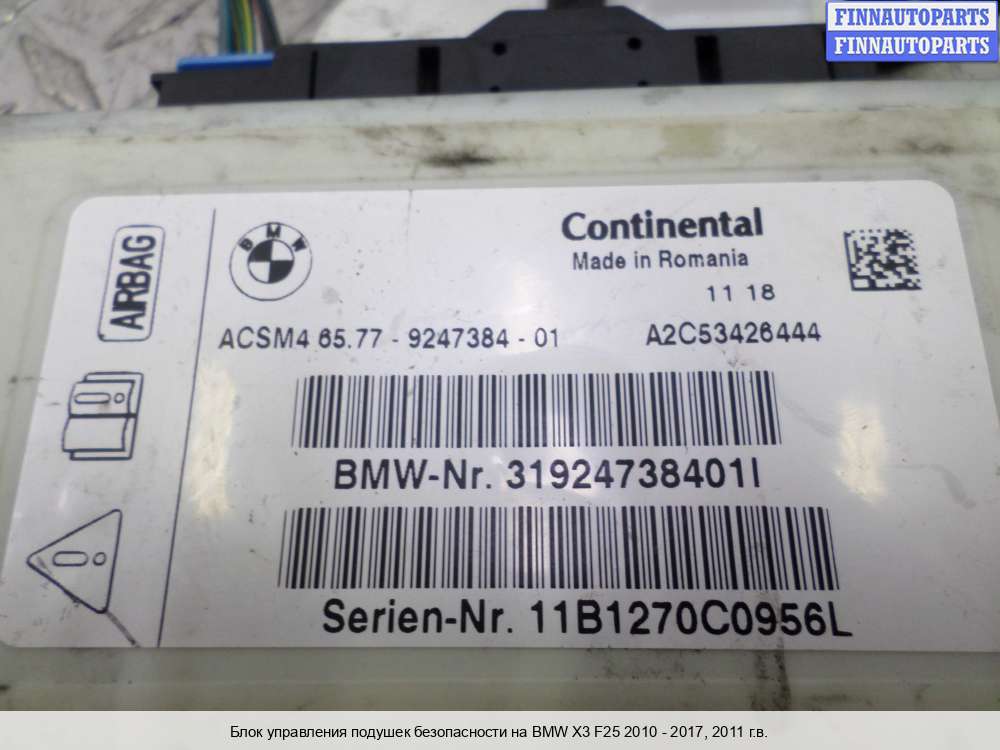 FINNAUTOPARTS
FINNAUTOPARTS
AIRBAG
BMW
Continental
Made in Romania
11 18
ACSM4 65.77 - 9247384 - 01 A2C53426444
BMW-Nr. 31924738401I
Serien-Nr. 11B1270C0956L
Блок управления подушек безопасности на BMW X3 F25 2010 - 2017, 2011 г.в.